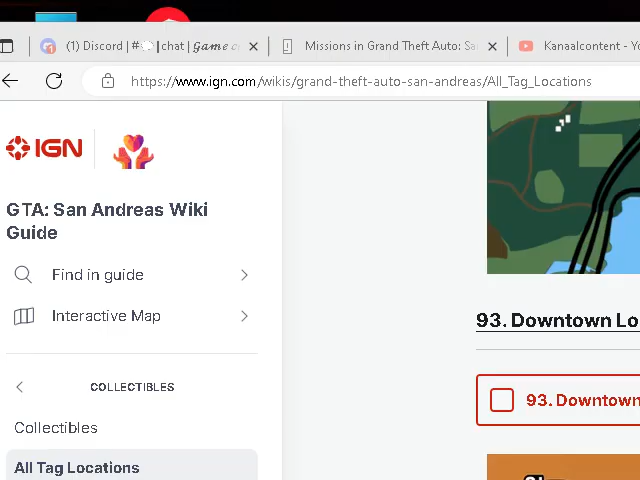 (1) Discord | #💭|chat | 𝓖𝓪𝓶𝓮
Missions in Grand Theft Auto: Sa
Kanaalcontent - Yo
https://www.ign.com/wikis/grand-theft-auto-san-andreas/All_Tag_Locations
IGN
GTA: San Andreas Wiki
Guide
Find in guide
Interactive Map
COLLECTIBLES
Collectibles
All Tag Locations
93. Downtown Lo
93. Downtown